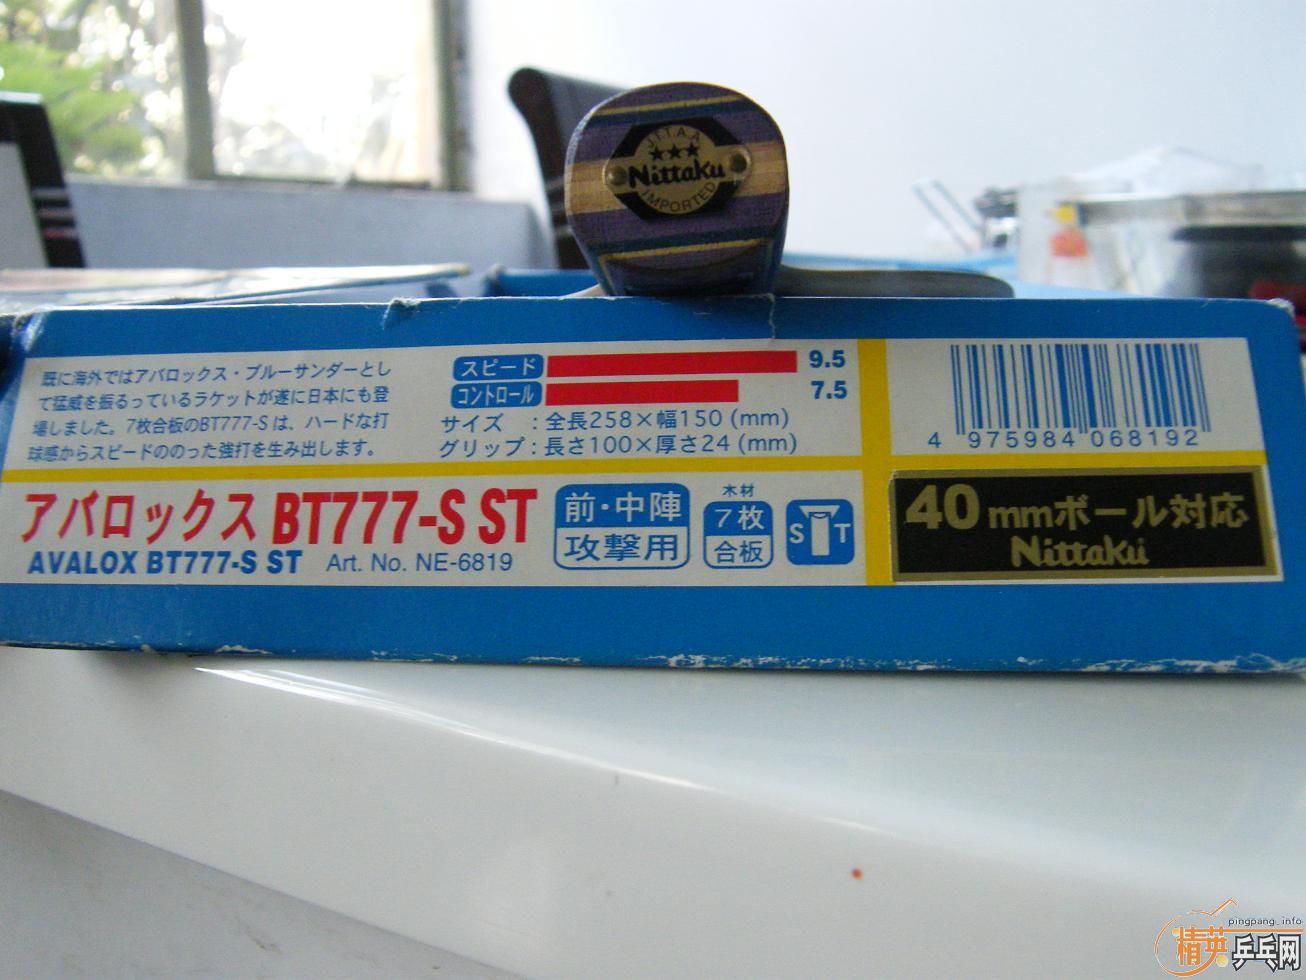 J.T.T.A.A
★★★
Nittaku
IMPORTED
既に海外ではアバロックス・ブルーサンダーとし
て猛威を振るっているラケットが遂に日本にも登
場しました。7枚合板のBT777-Sは、ハードな打
球感からスピードののった強打を生み出します。
スピード 9.5
コントロール 7.5
サイズ :全長258×幅150 (mm)
グリップ:長さ100×厚さ24 (mm)
4 975984 068192
アバロックス BT777-S ST
AVALOX BT777-S ST Art. No. NE-6819
前・中陣
攻撃用
木材
7枚
合板
S T
40mmボール対応
Nittaku
pingpang_info
精英乒乓网